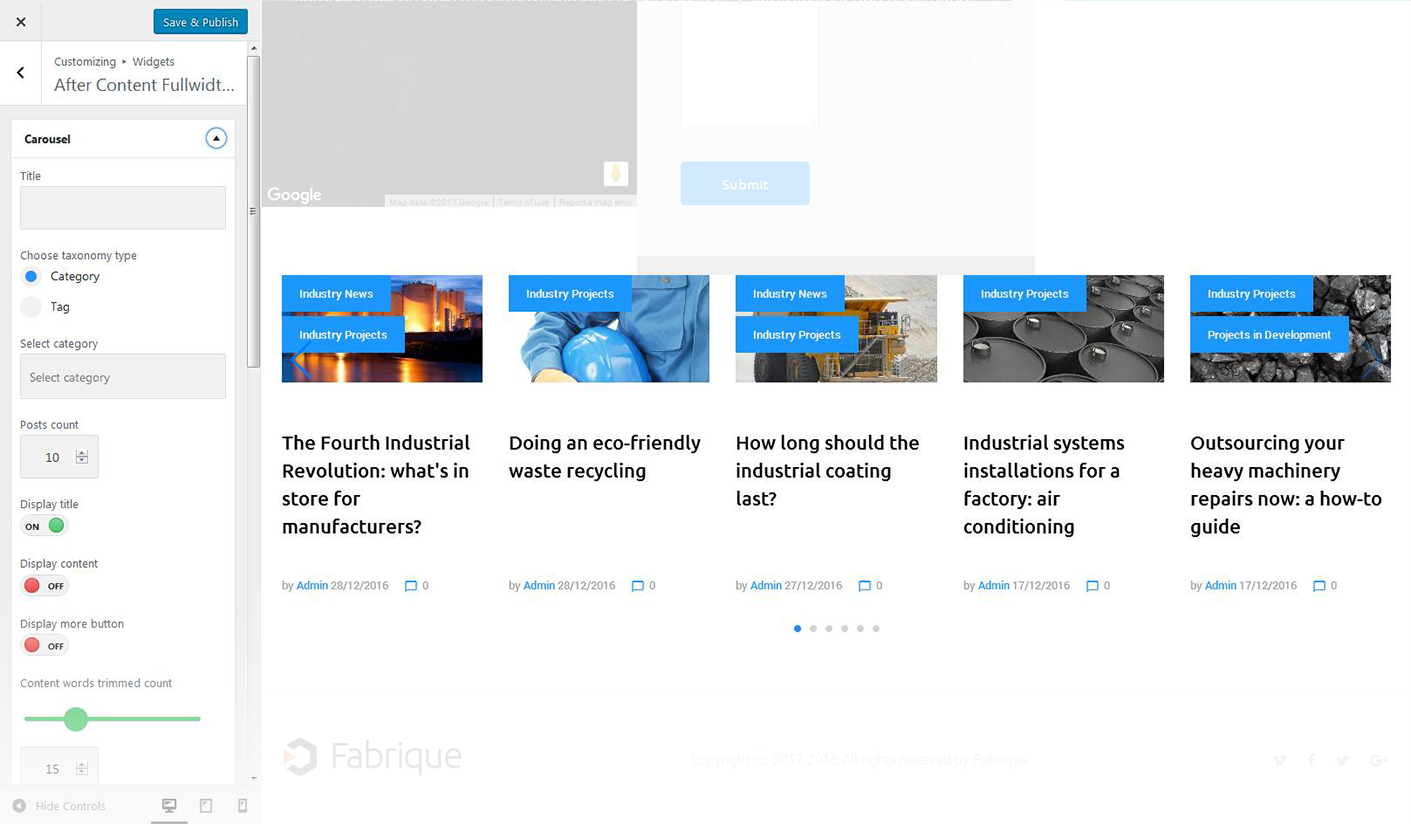 Save & Publish
Customizing ▸ Widgets
After Content Fullwidt...
Carousel
Title
Choose taxonomy type
Category
Tag
Select category
Select category
Posts count
10
Display title
ON
Display content
OFF
Display more button
OFF
Content words trimmed count
15
Hide Controls
Google
Map data ©2017 Google
Terms of Use
Report a map error
Submit
Industry News
Industry Projects
The Fourth Industrial
Revolution: what's in
store for
manufacturers?
by Admin 28/12/2016 0
Industry Projects
Doing an eco-friendly
waste recycling
by Admin 28/12/2016 0
Industry News
Industry Projects
How long should the
industrial coating
last?
by Admin 27/12/2016 0
Industry Projects
Industrial systems
installations for a
factory: air
conditioning
by Admin 17/12/2016 0
Industry Projects
Projects in Development
Outsourcing your
heavy machinery
repairs now: a how-to
guide
by Admin 17/12/2016 0
Fabrique
Copyright (c) 2017 2016 All rights reserved by Fabrique